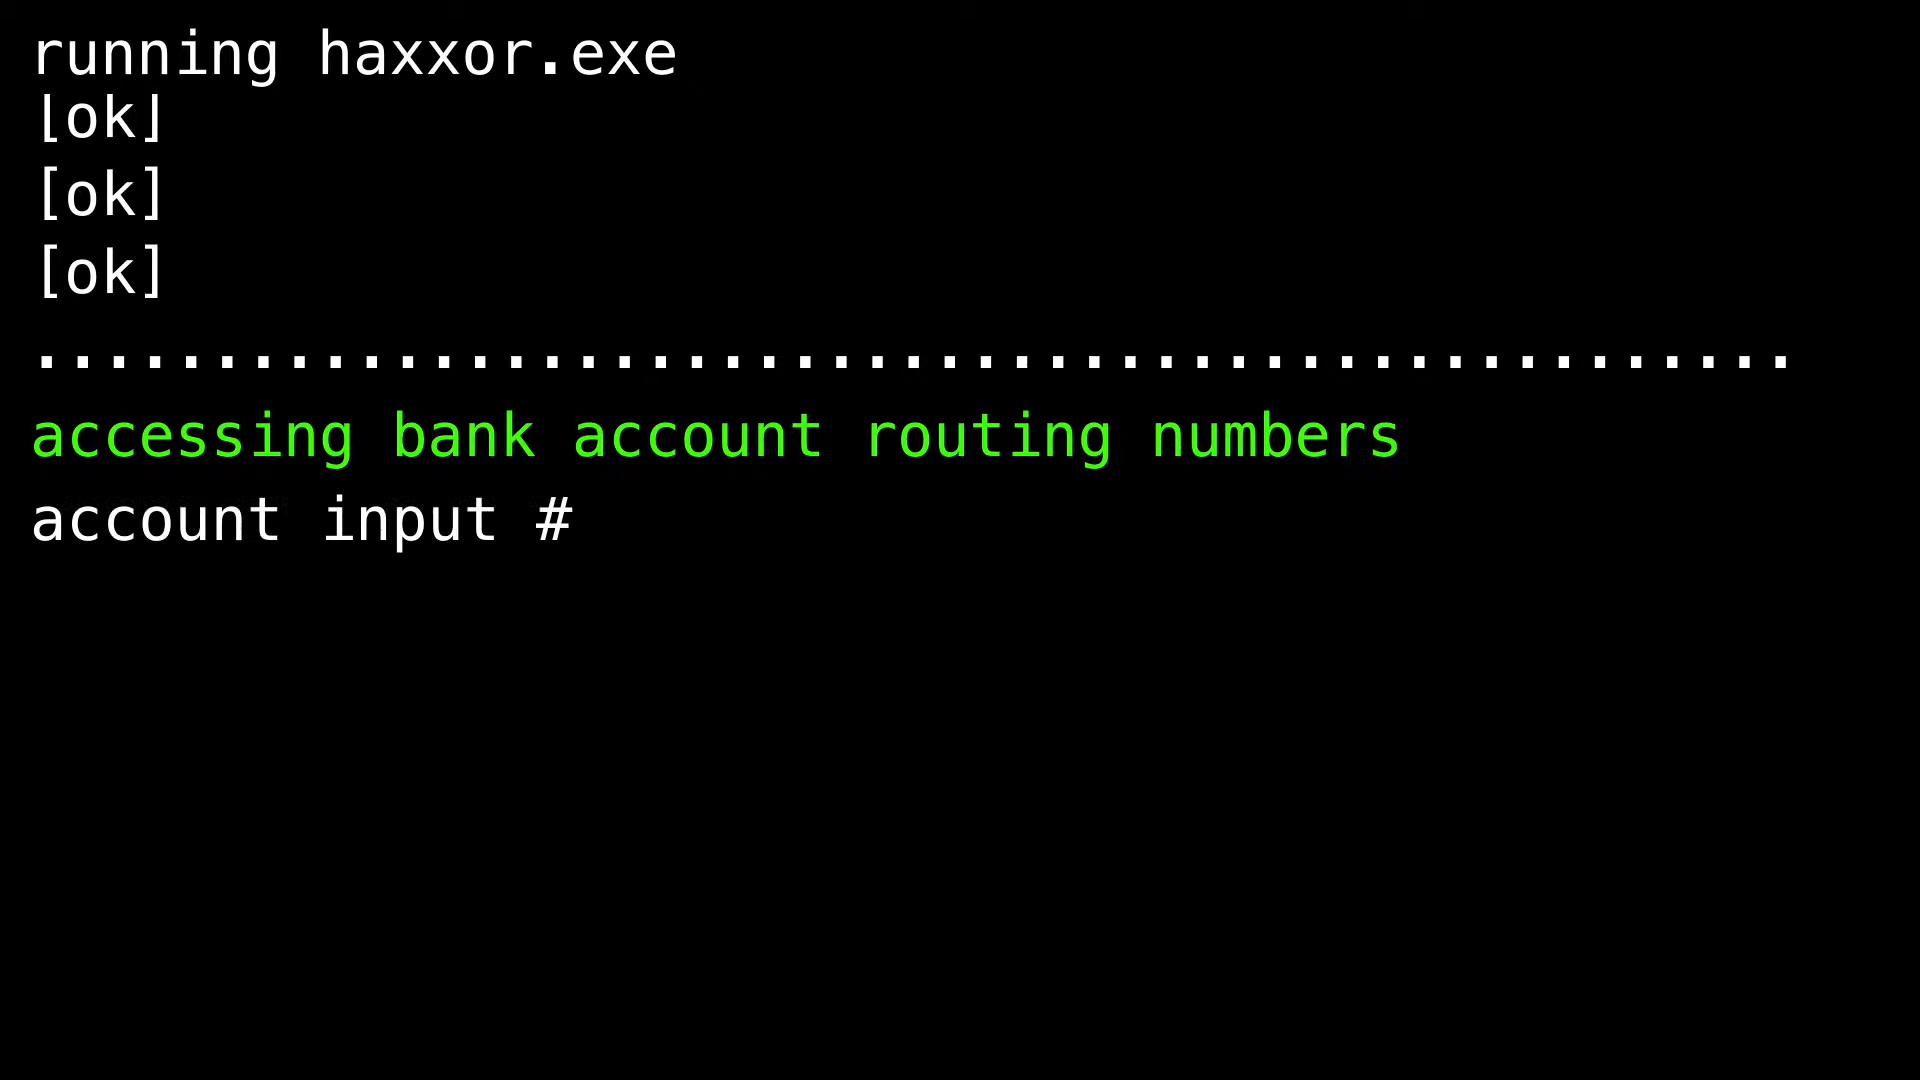 running haxxor.exe
[ok]
[ok]
[ok]
.................................................
accessing bank account routing numbers
account input #